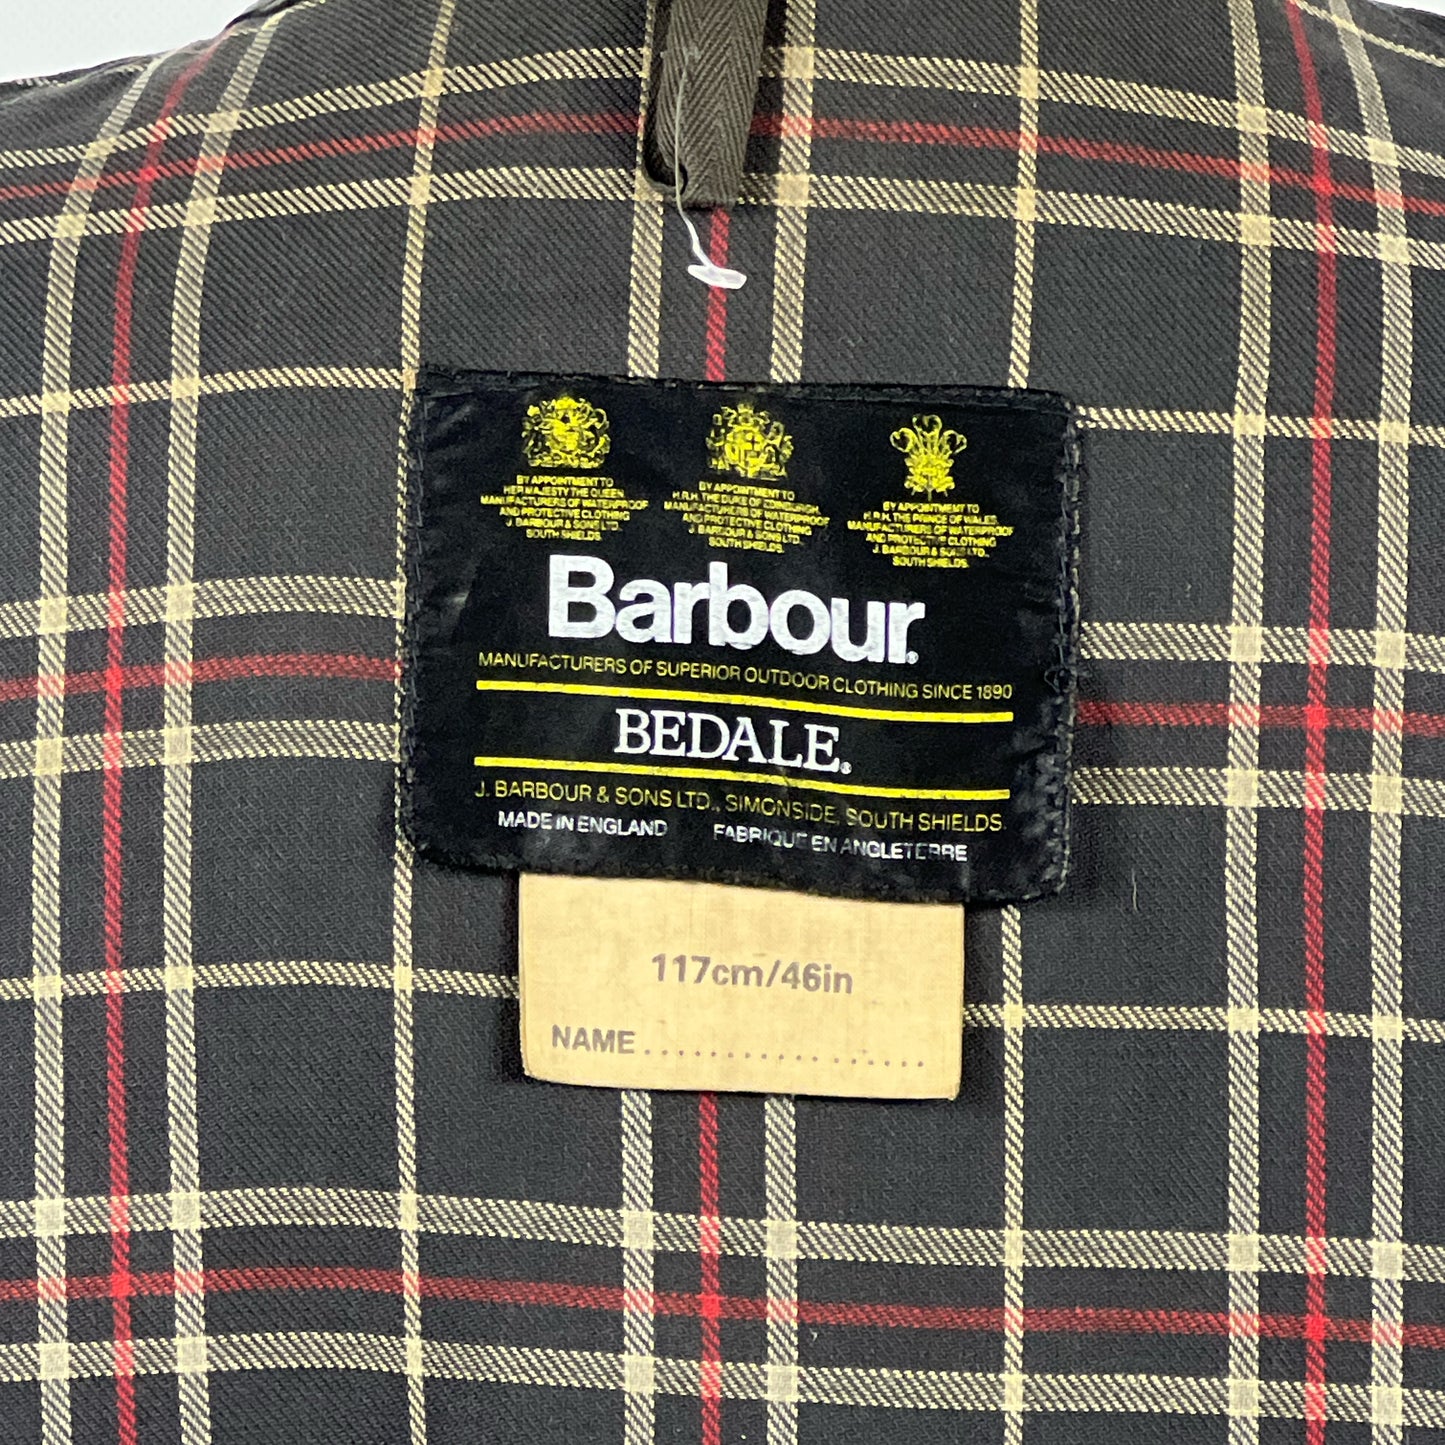 BY APPOINTMENT TO
HER MAJESTY THE QUEEN
MANUFACTURERS OF WATERPROOF
AND PROTECTIVE CLOTHING
J. BARBOUR & SONS LTD.
SOUTH SHIELDS.
BY APPOINTMENT TO
H.R.H. THE DUKE OF EDINBURGH.
MANUFACTURERS OF WATERPROOF
AND PROTECTIVE CLOTHING
J. BARBOUR & SONS LTD.
SOUTH SHIELDS.
BY APPOINTMENT TO
H.R.H. THE PRINCE OF WALES.
MANUFACTURERS OF WATERPROOF
AND PROTECTIVE CLOTHING
J. BARBOUR & SONS LTD.
SOUTH SHIELDS.
Barbour®
MANUFACTURERS OF SUPERIOR OUTDOOR CLOTHING SINCE 1890
BEDALE®
J. BARBOUR & SONS LTD., SIMONSIDE, SOUTH SHIELDS.
MADE IN ENGLAND FABRIQUE EN ANGLETERRE
117cm/46in
NAME..................